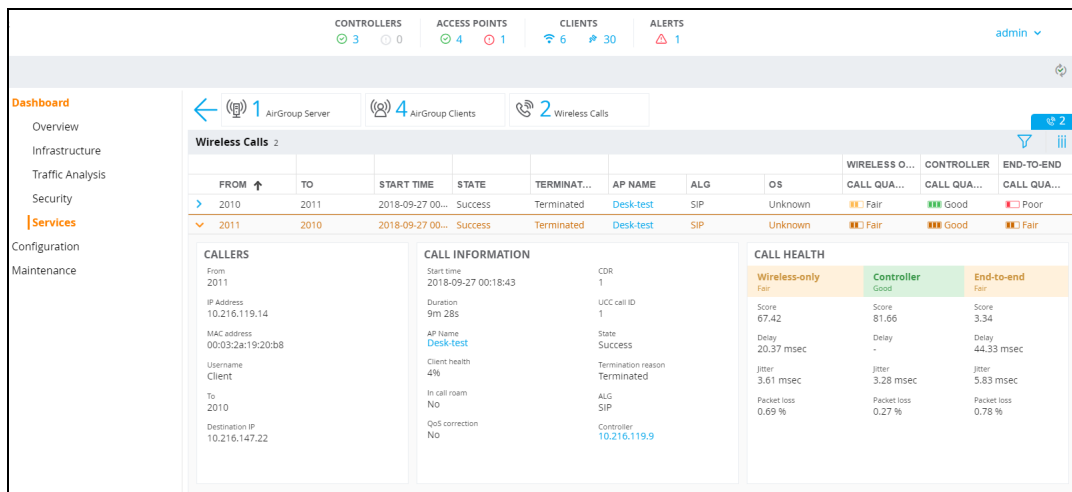 CONTROLLERS ACCESS POINTS CLIENTS ALERTS
3 0 4 1 6 30 1
admin
Dashboard
Overview
Infrastructure
Traffic Analysis
Security
Services
Configuration
Maintenance
1 AirGroup Server 4 AirGroup Clients 2 Wireless Calls
2
Wireless Calls 2
WIRELESS O... CONTROLLER END-TO-END
FROM TO START TIME STATE TERMINAT... AP NAME ALG OS CALL QUA... CALL QUA... CALL QUA...
2010 2011 2018-09-27 00... Success Terminated Desk-test SIP Unknown Fair Good Poor
2011 2010 2018-09-27 00... Success Terminated Desk-test SIP Unknown Fair Good Fair
CALLERS
From
2011
IP Address
10.216.119.14
MAC address
00:03:2a:19:20:b8
Username
Client
To
2010
Destination IP
10.216.147.22
CALL INFORMATION
Start time
2018-09-27 00:18:43
Duration
9m 28s
AP Name
Desk-test
Client health
4%
In call roam
No
QoS correction
No
CDR
1
UCC call ID
1
State
Success
Termination reason
Terminated
ALG
SIP
Controller
10.216.119.9
CALL HEALTH
Wireless-only Controller End-to-end
Fair Good Fair
Score Score Score
67.42 81.66 3.34
Delay Delay Delay
20.37 msec - 44.33 msec
Jitter Jitter Jitter
3.61 msec 3.28 msec 5.83 msec
Packet loss Packet loss Packet loss
0.69 % 0.27 % 0.78 %